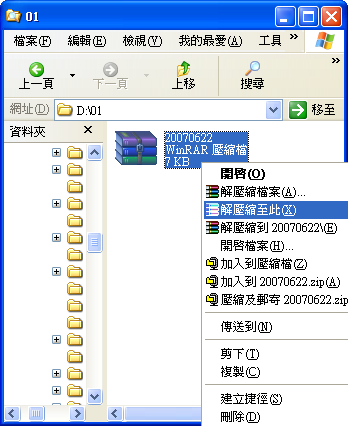 01
檔案(F) 編輯(E) 檢視(V) 我的最愛(A) 工具 »
上一頁 下一頁 上移 搜尋 »
網址(D) D:\01 移至
資料夾 ×
20070622
WinRAR 壓縮檔
7 KB
開啓(O)
解壓縮檔案(A)...
解壓縮至此(X)
解壓縮到 20070622\(E)
開啓檔案(H)...
加入到壓縮檔(Z)
加入到 20070622.zip(A)
壓縮及郵寄 20070622.zip
傳送到(N)
剪下(T)
複製(C)
建立捷徑(S)
刪除(D)